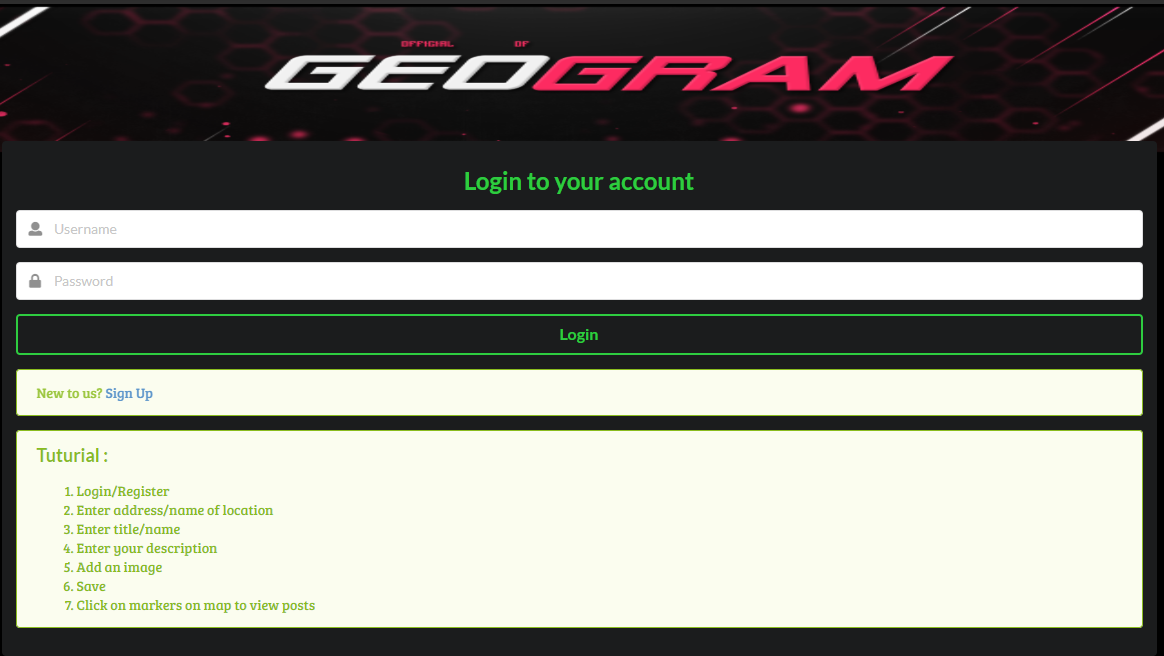 OFFICIAL OF
GEOGRAM
Login to your account
Username
Password
Login
New to us? Sign Up
Tuturial :
1. Login/Register
2. Enter address/name of location
3. Enter title/name
4. Enter your description
5. Add an image
6. Save
7. Click on markers on map to view posts